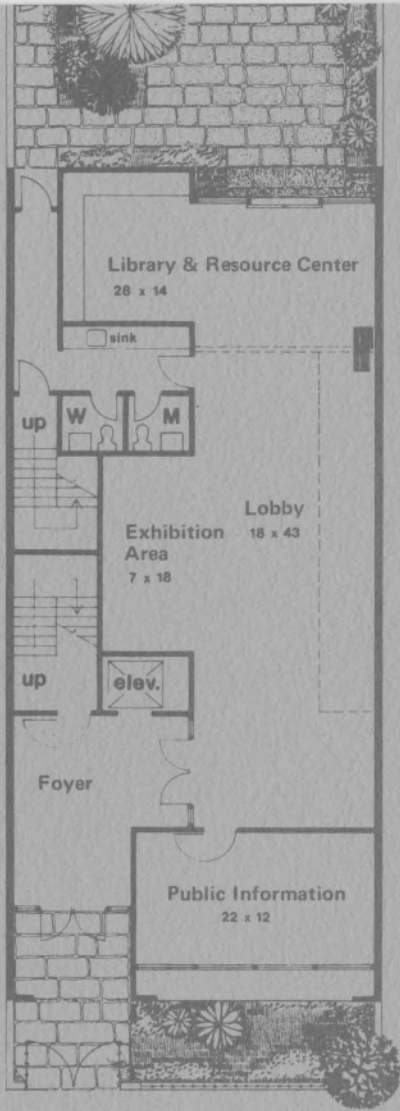 Library & Resource Center
28 x 14
sink
W
M
up
Lobby
18 x 43
Exhibition
Area
7 x 18
up
elev.
Foyer
Public Information
22 x 12